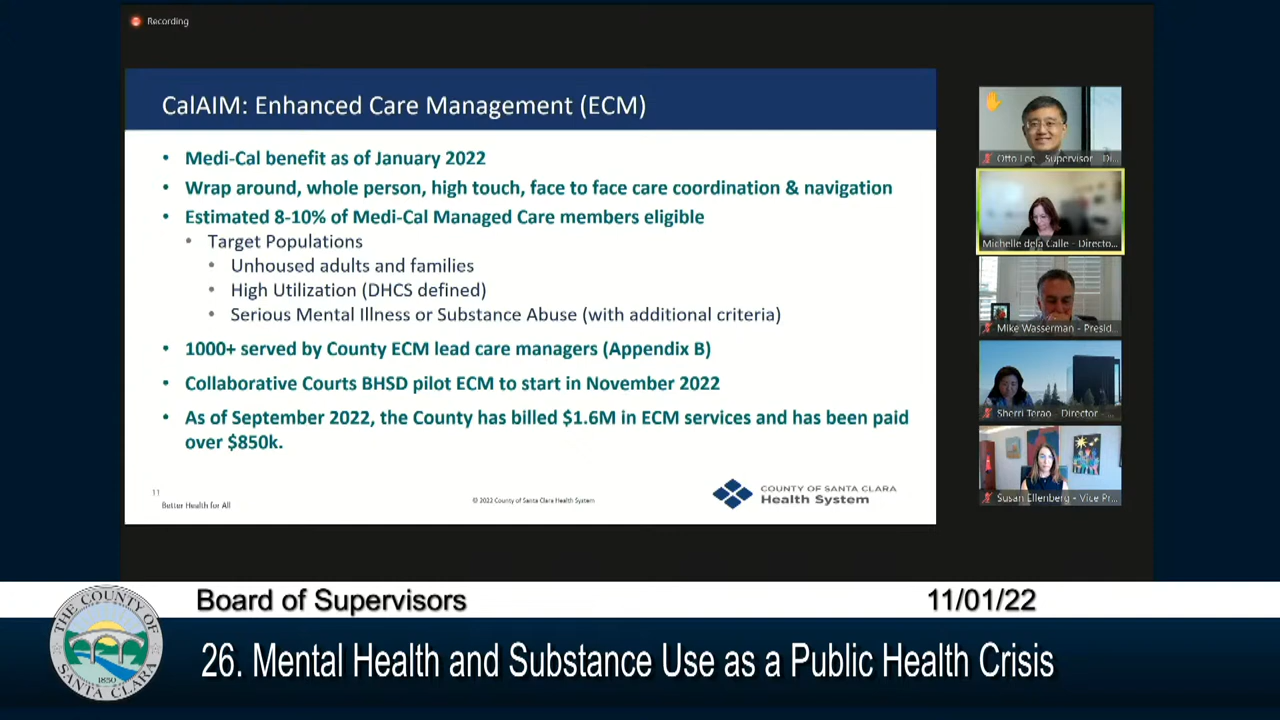 Recording
CalAIM: Enhanced Care Management (ECM)
• Medi-Cal benefit as of January 2022
• Wrap around, whole person, high touch, face to face care coordination & navigation
• Estimated 8-10% of Medi-Cal Managed Care members eligible
• Target Populations
• Unhoused adults and families
• High Utilization (DHCS defined)
• Serious Mental Illness or Substance Abuse (with additional criteria)
• 1000+ served by County ECM lead care managers (Appendix B)
• Collaborative Courts BHSD pilot ECM to start in November 2022
• As of September 2022, the County has billed $1.6M in ECM services and has been paid
over $850k.
11
Better Health for All
© 2022 County of Santa Clara Health System
COUNTY OF SANTA CLARA
Health System
Otto Lee - Supervisor - Di...
Michelle dela Calle - Directo...
Mike Wasserman - Presid...
Sherri Terao - Director - ...
Susan Ellenberg - Vice Pr...
Board of Supervisors
11/01/22
THE COUNTY OF
SANTA CLARA
1850
26. Mental Health and Substance Use as a Public Health Crisis